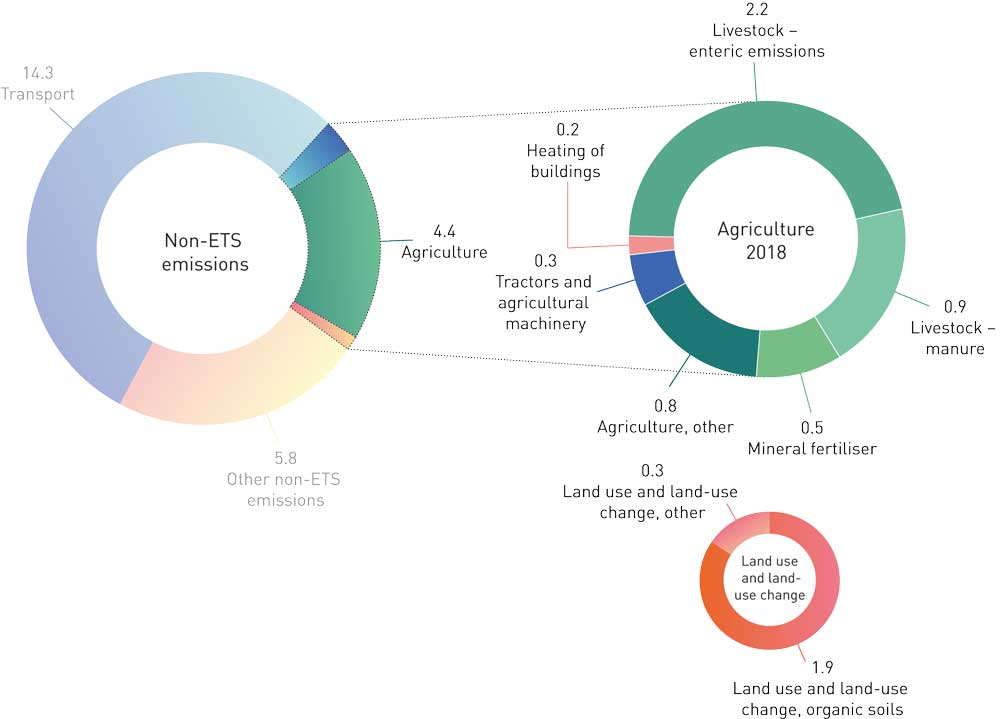 14.3
Transport
Non-ETS
emissions
4.4
Agriculture
5.8
Other non-ETS
emissions
2.2
Livestock –
enteric emissions
0.2
Heating of
buildings
0.3
Tractors and
agricultural
machinery
Agriculture
2018
0.9
Livestock –
manure
0.8
Agriculture, other
0.5
Mineral fertiliser
0.3
Land use and land-use
change, other
Land use
and land-
use change
1.9
Land use and land-use
change, organic soils